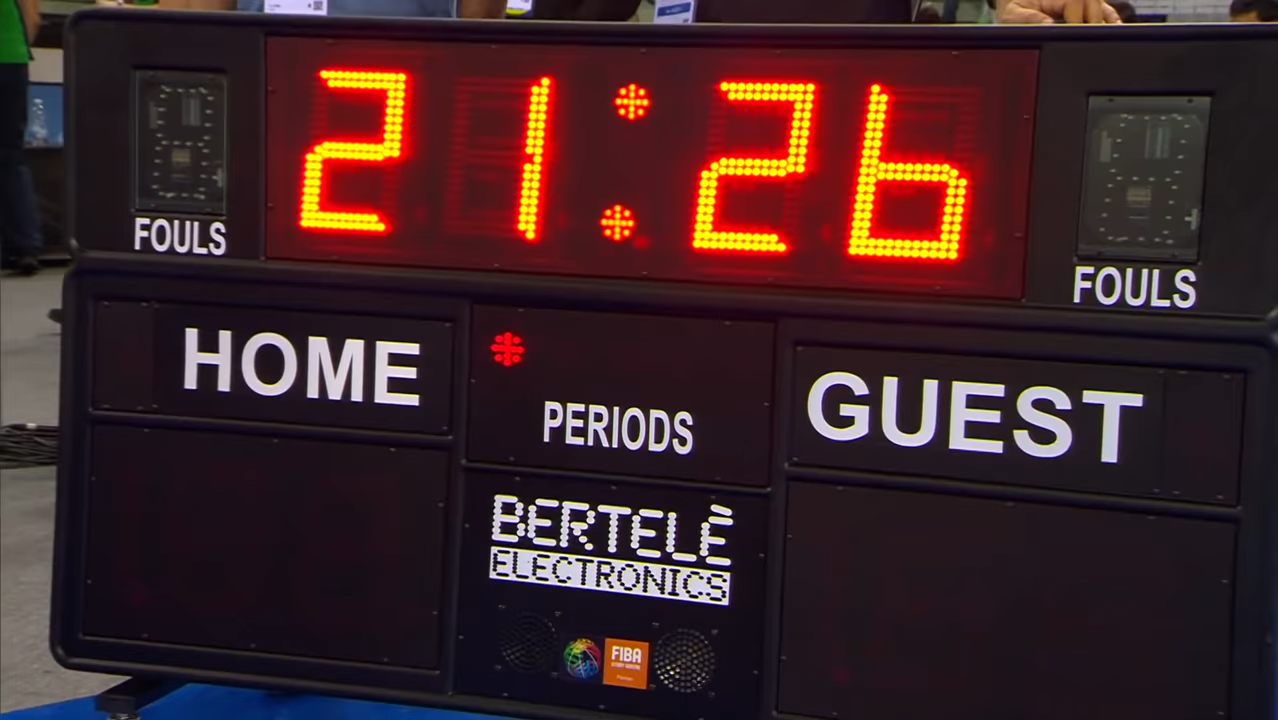 21:26
FOULS
FOULS
HOME
PERIODS
GUEST
BERTELÉ
ELECTRONICS
FIBA